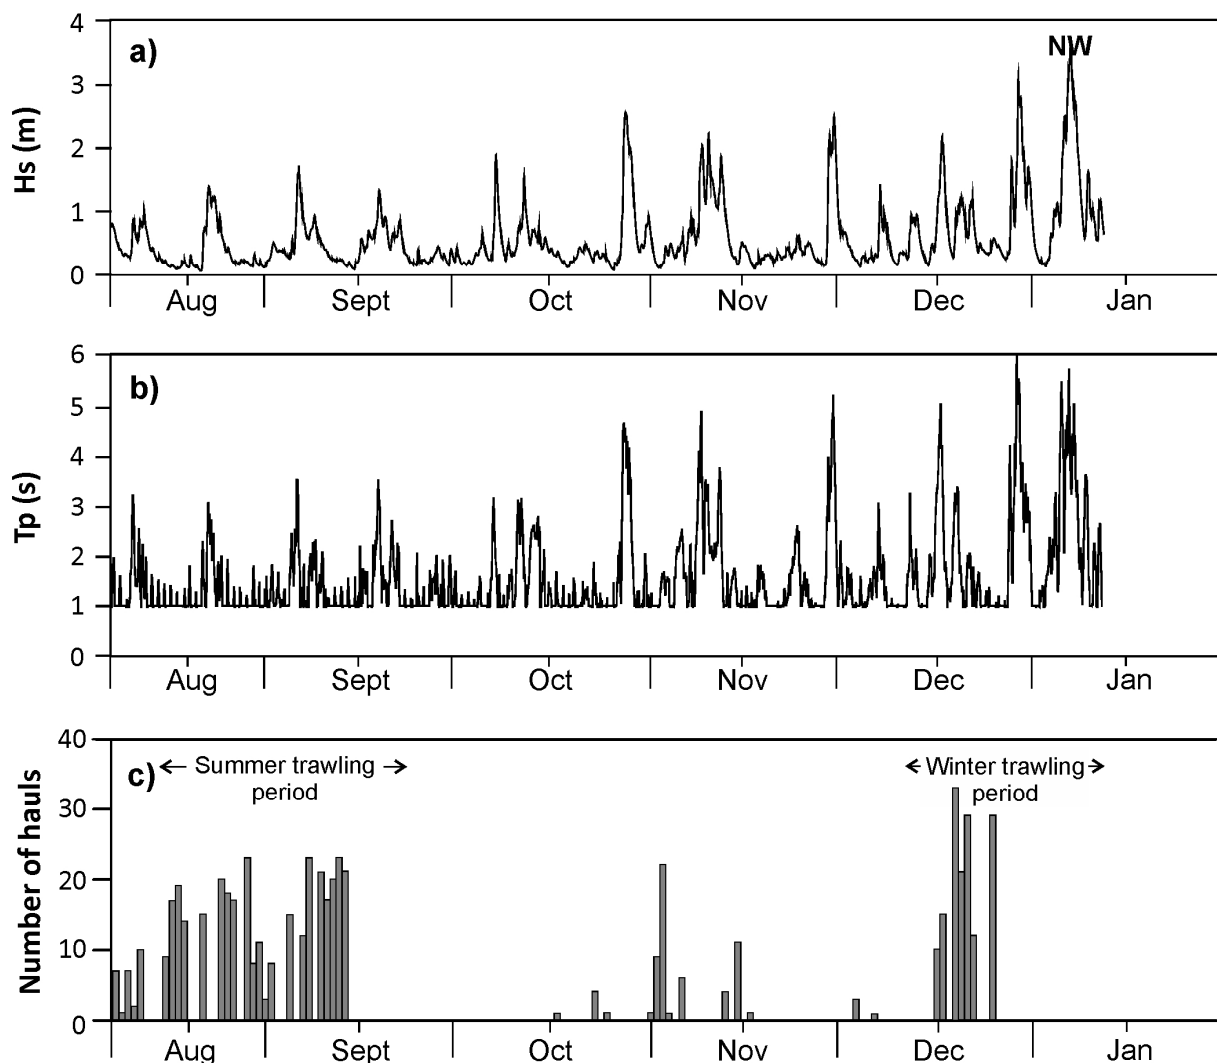 4
a)
NW
3
Hs (m)
2
1
0
Aug Sept Oct Nov Dec Jan
6
b)
5
4
Tp (s)
3
2
1
0
Aug Sept Oct Nov Dec Jan
40
c)
Summer trawling
period
Winter trawling
period
30
Number of hauls
20
10
0
Aug Sept Oct Nov Dec Jan